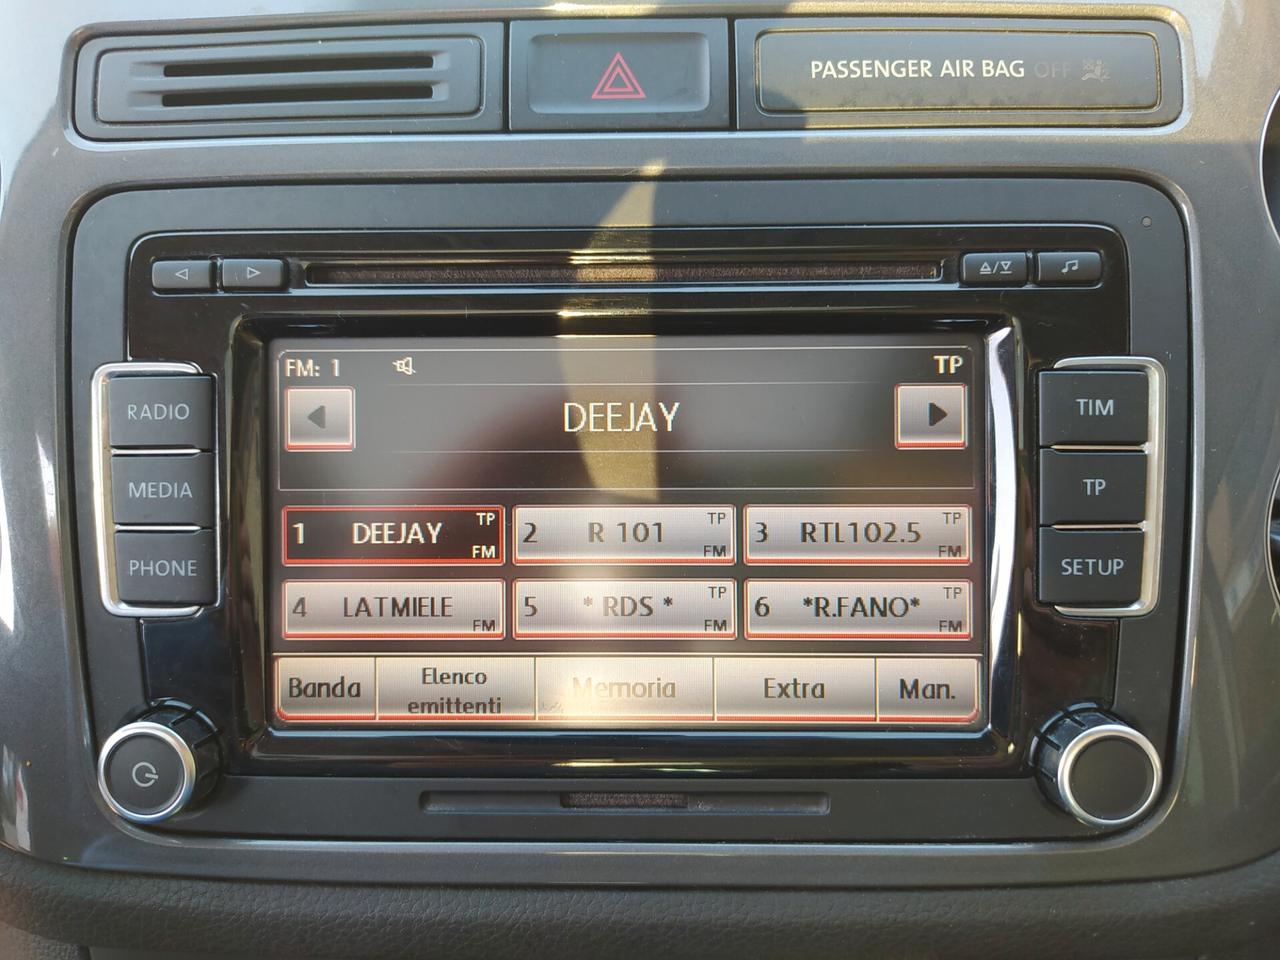 PASSENGER AIR BAG OFF
RADIO
MEDIA
PHONE
FM: 1
TP
DEEJAY
1 DEEJAY TP FM
2 R 101 TP FM
3 RTL102.5 TP FM
4 LATMIELE FM
5 * RDS * TP FM
6 *R.FANO* TP FM
Banda
Elenco
emittenti
Memoria
Extra
Man.
TIM
TP
SETUP